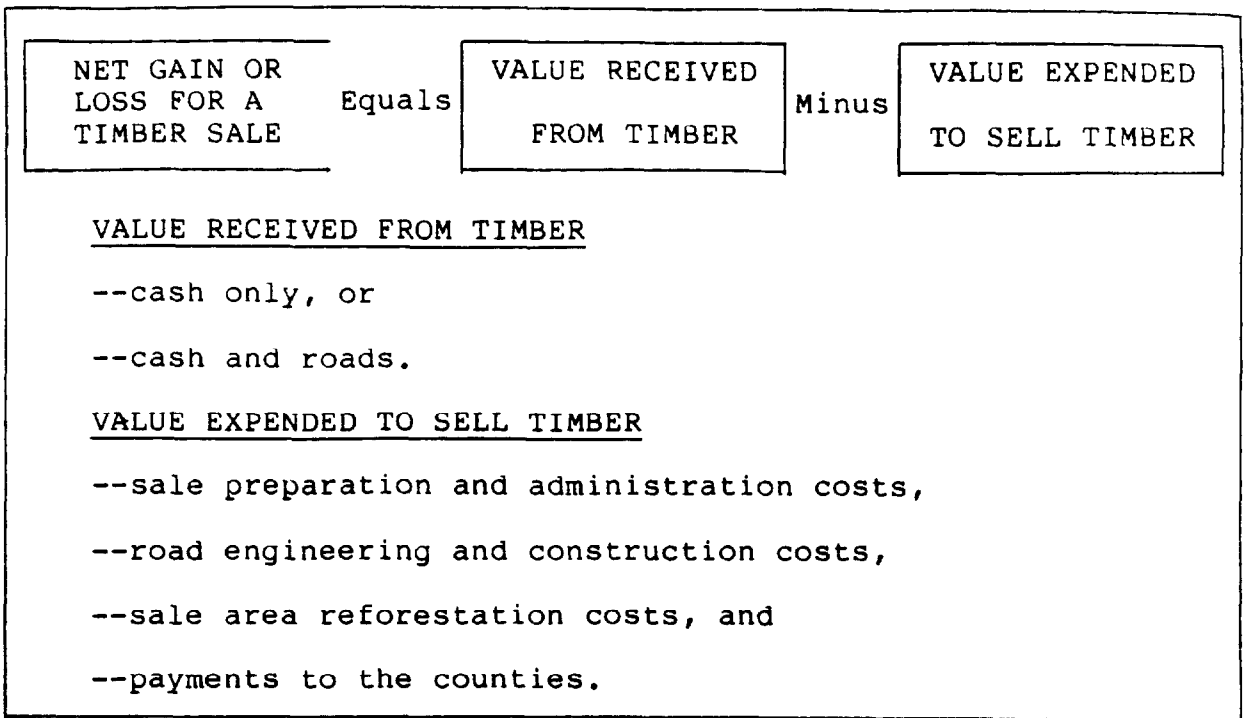 NET GAIN OR
LOSS FOR A
TIMBER SALE
Equals
VALUE RECEIVED
FROM TIMBER
Minus
VALUE EXPENDED
TO SELL TIMBER
VALUE RECEIVED FROM TIMBER
--cash only, or
--cash and roads.
VALUE EXPENDED TO SELL TIMBER
--sale preparation and administration costs,
--road engineering and construction costs,
--sale area reforestation costs, and
--payments to the counties.